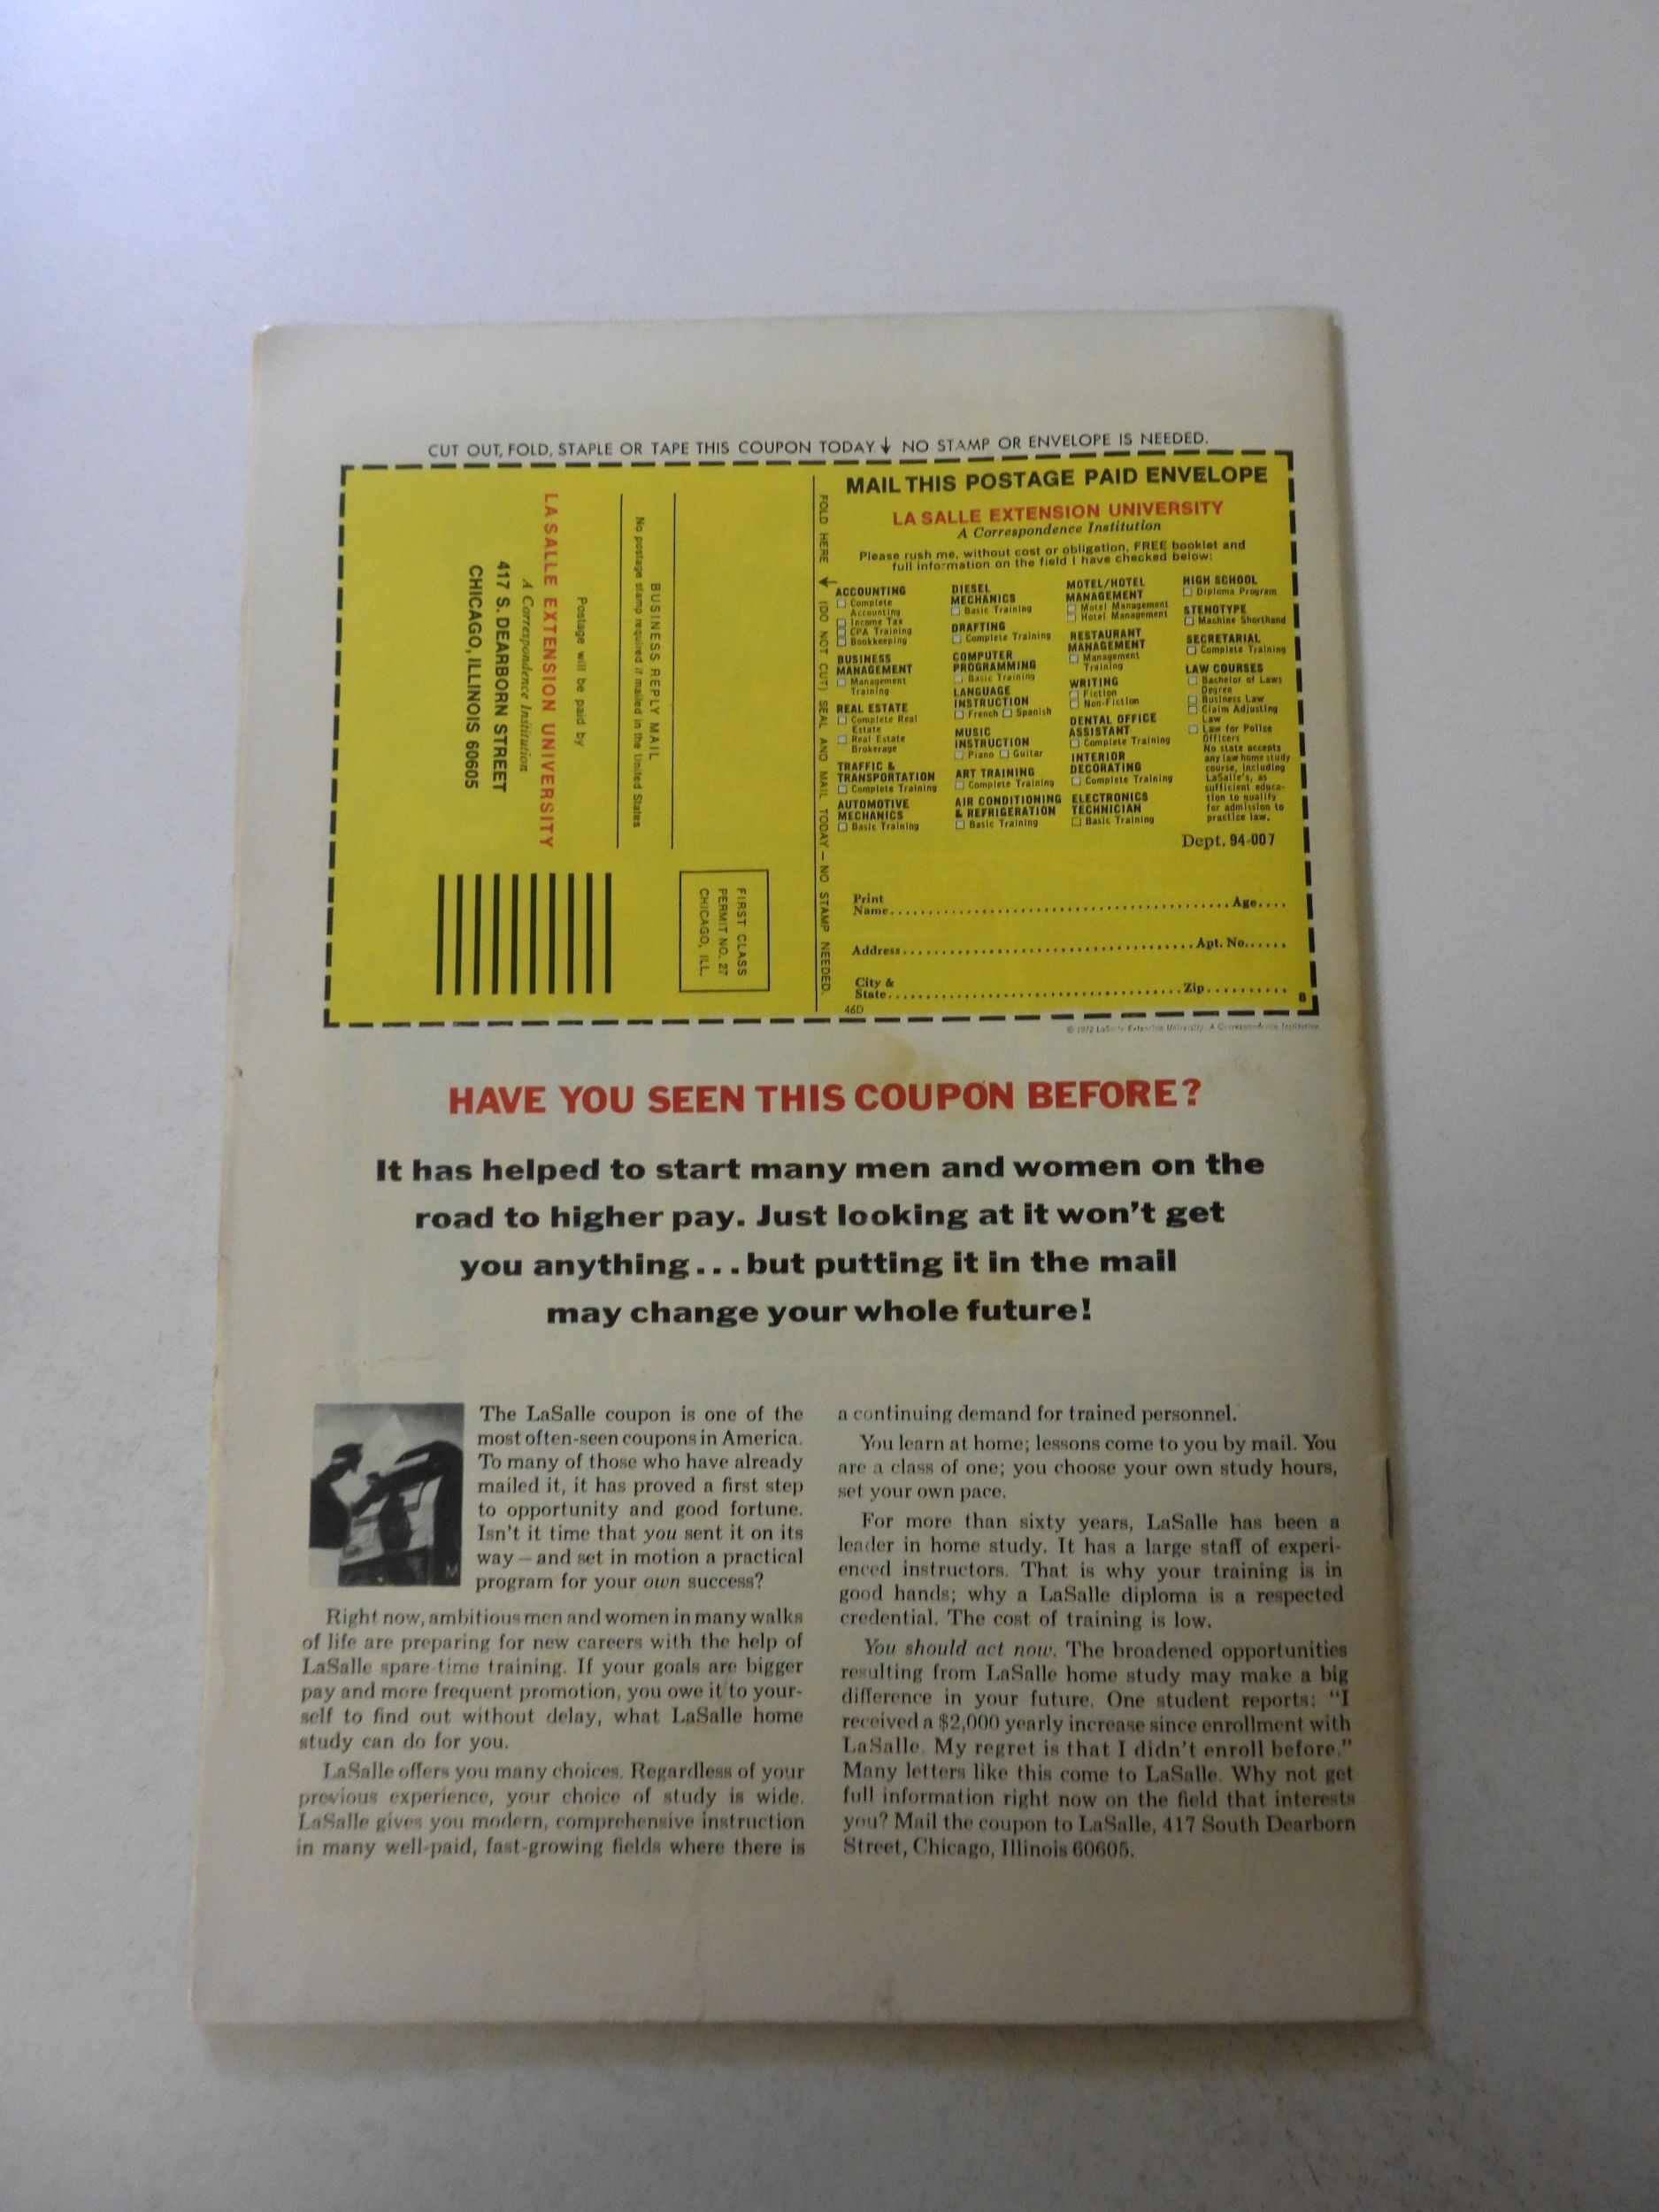 CUT OUT, FOLD, STAPLE OR TAPE THIS COUPON TODAY. ↓ NO STAMP OR ENVELOPE IS NEEDED.
LA SALLE EXTENSION UNIVERSITY
A Correspondence Institution
417 S. DEARBORN STREET
CHICAGO, ILLINOIS 60605
Postage will be paid by
BUSINESS REPLY MAIL
No postage stamp required if mailed in the United States
FIRST CLASS
PERMIT NO. 27
CHICAGO, ILL.
FOLD HERE ↓ (DO NOT CUT) SEAL AND MAIL TODAY — NO STAMP NEEDED.
MAIL THIS POSTAGE PAID ENVELOPE
LA SALLE EXTENSION UNIVERSITY
A Correspondence Institution
Please rush me, without cost or obligation, FREE booklet and
full information on the field I have checked below:
ACCOUNTING
Complete
Accounting
Income Tax
CPA Training
Bookkeeping
BUSINESS
MANAGEMENT
Management
Training
REAL ESTATE
Complete Real
Estate
Real Estate
Brokerage
TRAFFIC &
TRANSPORTATION
Complete Training
AUTOMOTIVE
MECHANICS
Basic Training
DIESEL
MECHANICS
Basic Training
DRAFTING
Complete Training
COMPUTER
PROGRAMMING
Basic Training
LANGUAGE
INSTRUCTION
French Spanish
MUSIC
INSTRUCTION
Piano Guitar
ART TRAINING
Complete Training
AIR CONDITIONING
& REFRIGERATION
Basic Training
MOTEL/HOTEL
MANAGEMENT
Motel Management
Hotel Management
RESTAURANT
MANAGEMENT
Management
Training
WRITING
Fiction
Non-Fiction
DENTAL OFFICE
ASSISTANT
Complete Training
INTERIOR
DECORATING
Complete Training
ELECTRONICS
TECHNICIAN
Basic Training
HIGH SCHOOL
Diploma Program
STENOTYPE
Machine Shorthand
SECRETARIAL
Complete Training
LAW COURSES
Bachelor of Laws
Degree
Business Law
Claim Adjusting
Law
Law for Police
Officers
No state accepts
any law home study
course, including
LaSalle's, as
sufficient educa-
tion to qualify
for admission to
practice law.
Dept. 94-007
Print
Name Age
Address Apt. No.
City &
State Zip
46D B
© 1972 LaSalle Extension University. A Correspondence Institution
HAVE YOU SEEN THIS COUPON BEFORE?
It has helped to start many men and women on the
road to higher pay. Just looking at it won't get
you anything...but putting it in the mail
may change your whole future!
The LaSalle coupon is one of the
most often-seen coupons in America.
To many of those who have already
mailed it, it has proved a first step
to opportunity and good fortune.
Isn't it time that you sent it on its
way — and set in motion a practical
program for your own success?
Right now, ambitious men and women in many walks
of life are preparing for new careers with the help of
LaSalle spare-time training. If your goals are bigger
pay and more frequent promotion, you owe it to your-
self to find out without delay, what LaSalle home
study can do for you.
LaSalle offers you many choices. Regardless of your
previous experience, your choice of study is wide.
LaSalle gives you modern, comprehensive instruction
in many well-paid, fast-growing fields where there is
a continuing demand for trained personnel.
You learn at home; lessons come to you by mail. You
are a class of one; you choose your own study hours,
set your own pace.
For more than sixty years, LaSalle has been a
leader in home study. It has a large staff of experi-
enced instructors. That is why your training is in
good hands; why a LaSalle diploma is a respected
credential. The cost of training is low.
You should act now. The broadened opportunities
resulting from LaSalle home study may make a big
difference in your future. One student reports: "I
received a $2,000 yearly increase since enrollment with
LaSalle. My regret is that I didn't enroll before."
Many letters like this come to LaSalle. Why not get
full information right now on the field that interests
you? Mail the coupon to LaSalle, 417 South Dearborn
Street, Chicago, Illinois 60605.